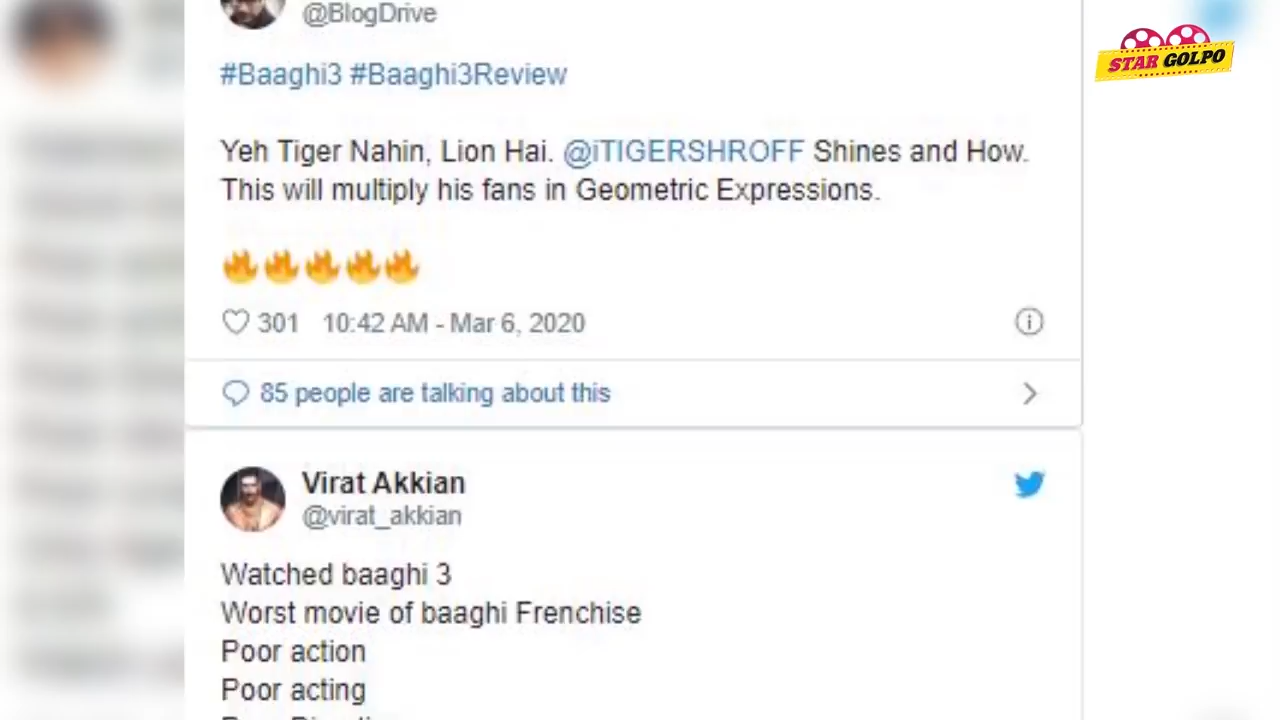 @BlogDrive
STAR GOLPO
#Baaghi3 #Baaghi3Review
Yeh Tiger Nahin, Lion Hai. @iTIGERSHROFF Shines and How.
This will multiply his fans in Geometric Expressions.
301 10:42 AM - Mar 6, 2020
85 people are talking about this
Virat Akkian
@virat_akkian
Watched baaghi 3
Worst movie of baaghi Frenchise
Poor action
Poor acting